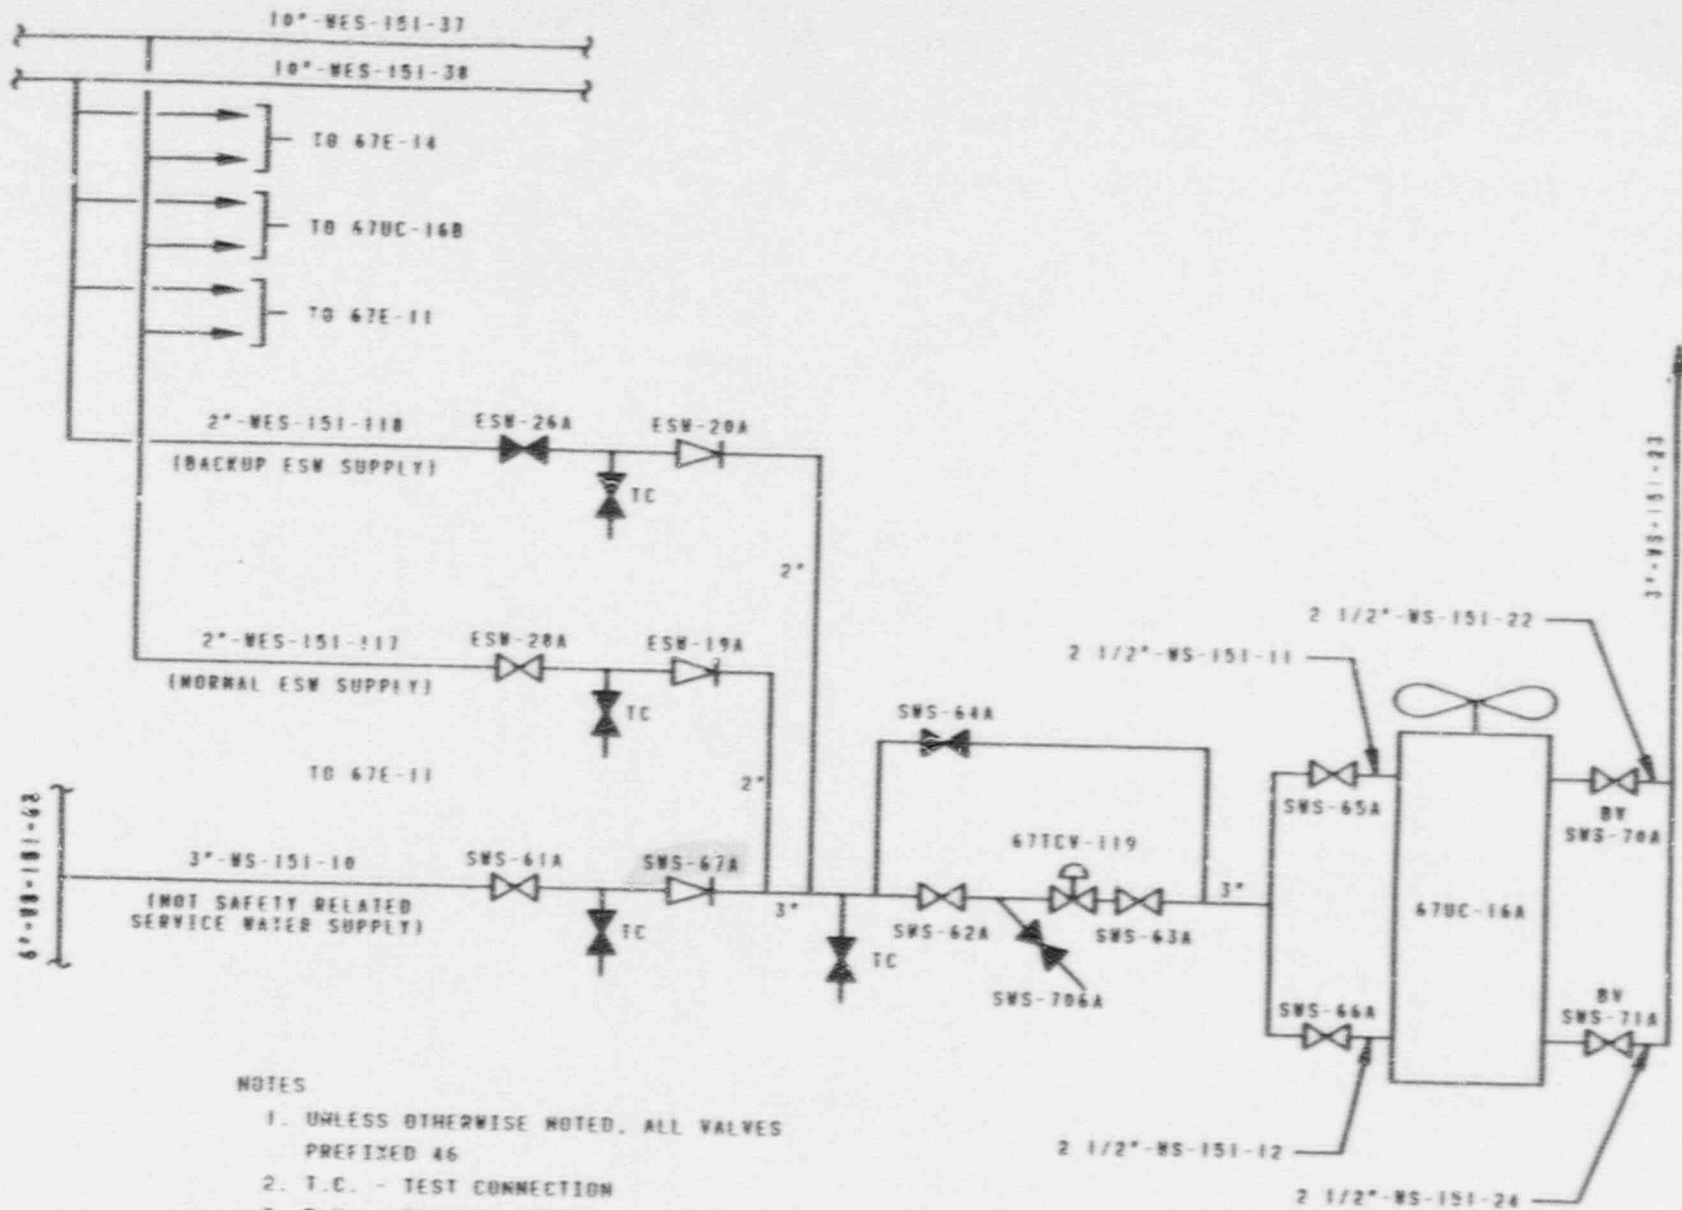 10"-WES-151-37
10"-WES-151-38
TO 67E-14
TO 67UC-16B
TO 67E-11
2"-WES-151-118
ESW-26A
ESW-20A
(BACKUP ESW SUPPLY)
TC
2"
3"-WS-151-23
2"-WES-151-117
ESW-28A
ESW-19A
(NORMAL ESW SUPPLY)
TC
2 1/2"-WS-151-22
2 1/2"-WS-151-11
SWS-64A
TO 67E-11
2"
SWS-65A
BV
SWS-70A
3"-WS-151-10
SWS-61A
SWS-67A
67TCV-119
(NOT SAFETY RELATED
SERVICE WATER SUPPLY)
TC
3"
TC
SWS-62A
SWS-63A
3"
67UC-16A
SWS-706A
SWS-66A
BV
SWS-71A
NOTES
1. UNLESS OTHERWISE NOTED, ALL VALVES
PREFIXED 46
2. T.C. - TEST CONNECTION
2 1/2"-WS-151-12
2 1/2"-WS-151-24